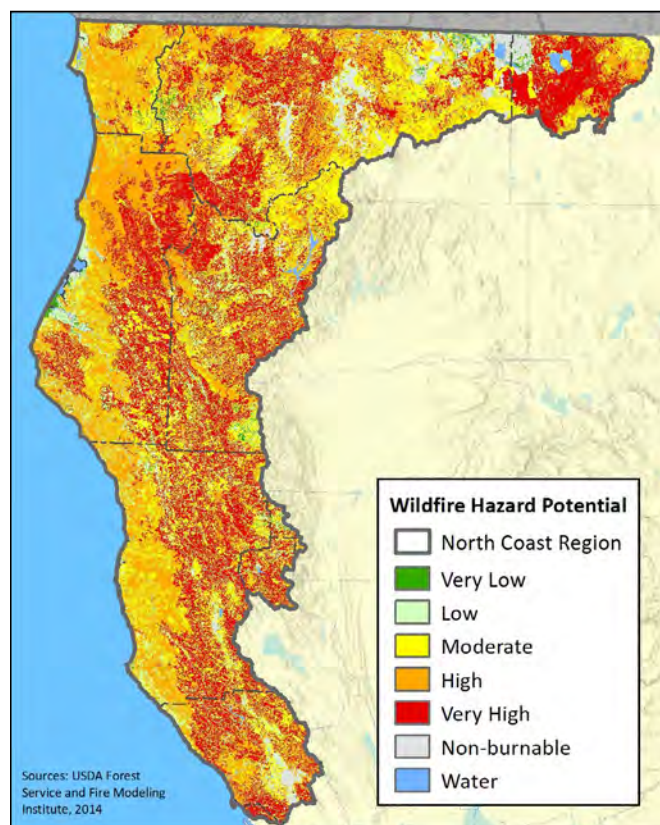 Wildfire Hazard Potential
North Coast Region
Very Low
Low
Moderate
High
Very High
Non-burnable
Water
Sources: USDA Forest
Service and Fire Modeling
Institute, 2014